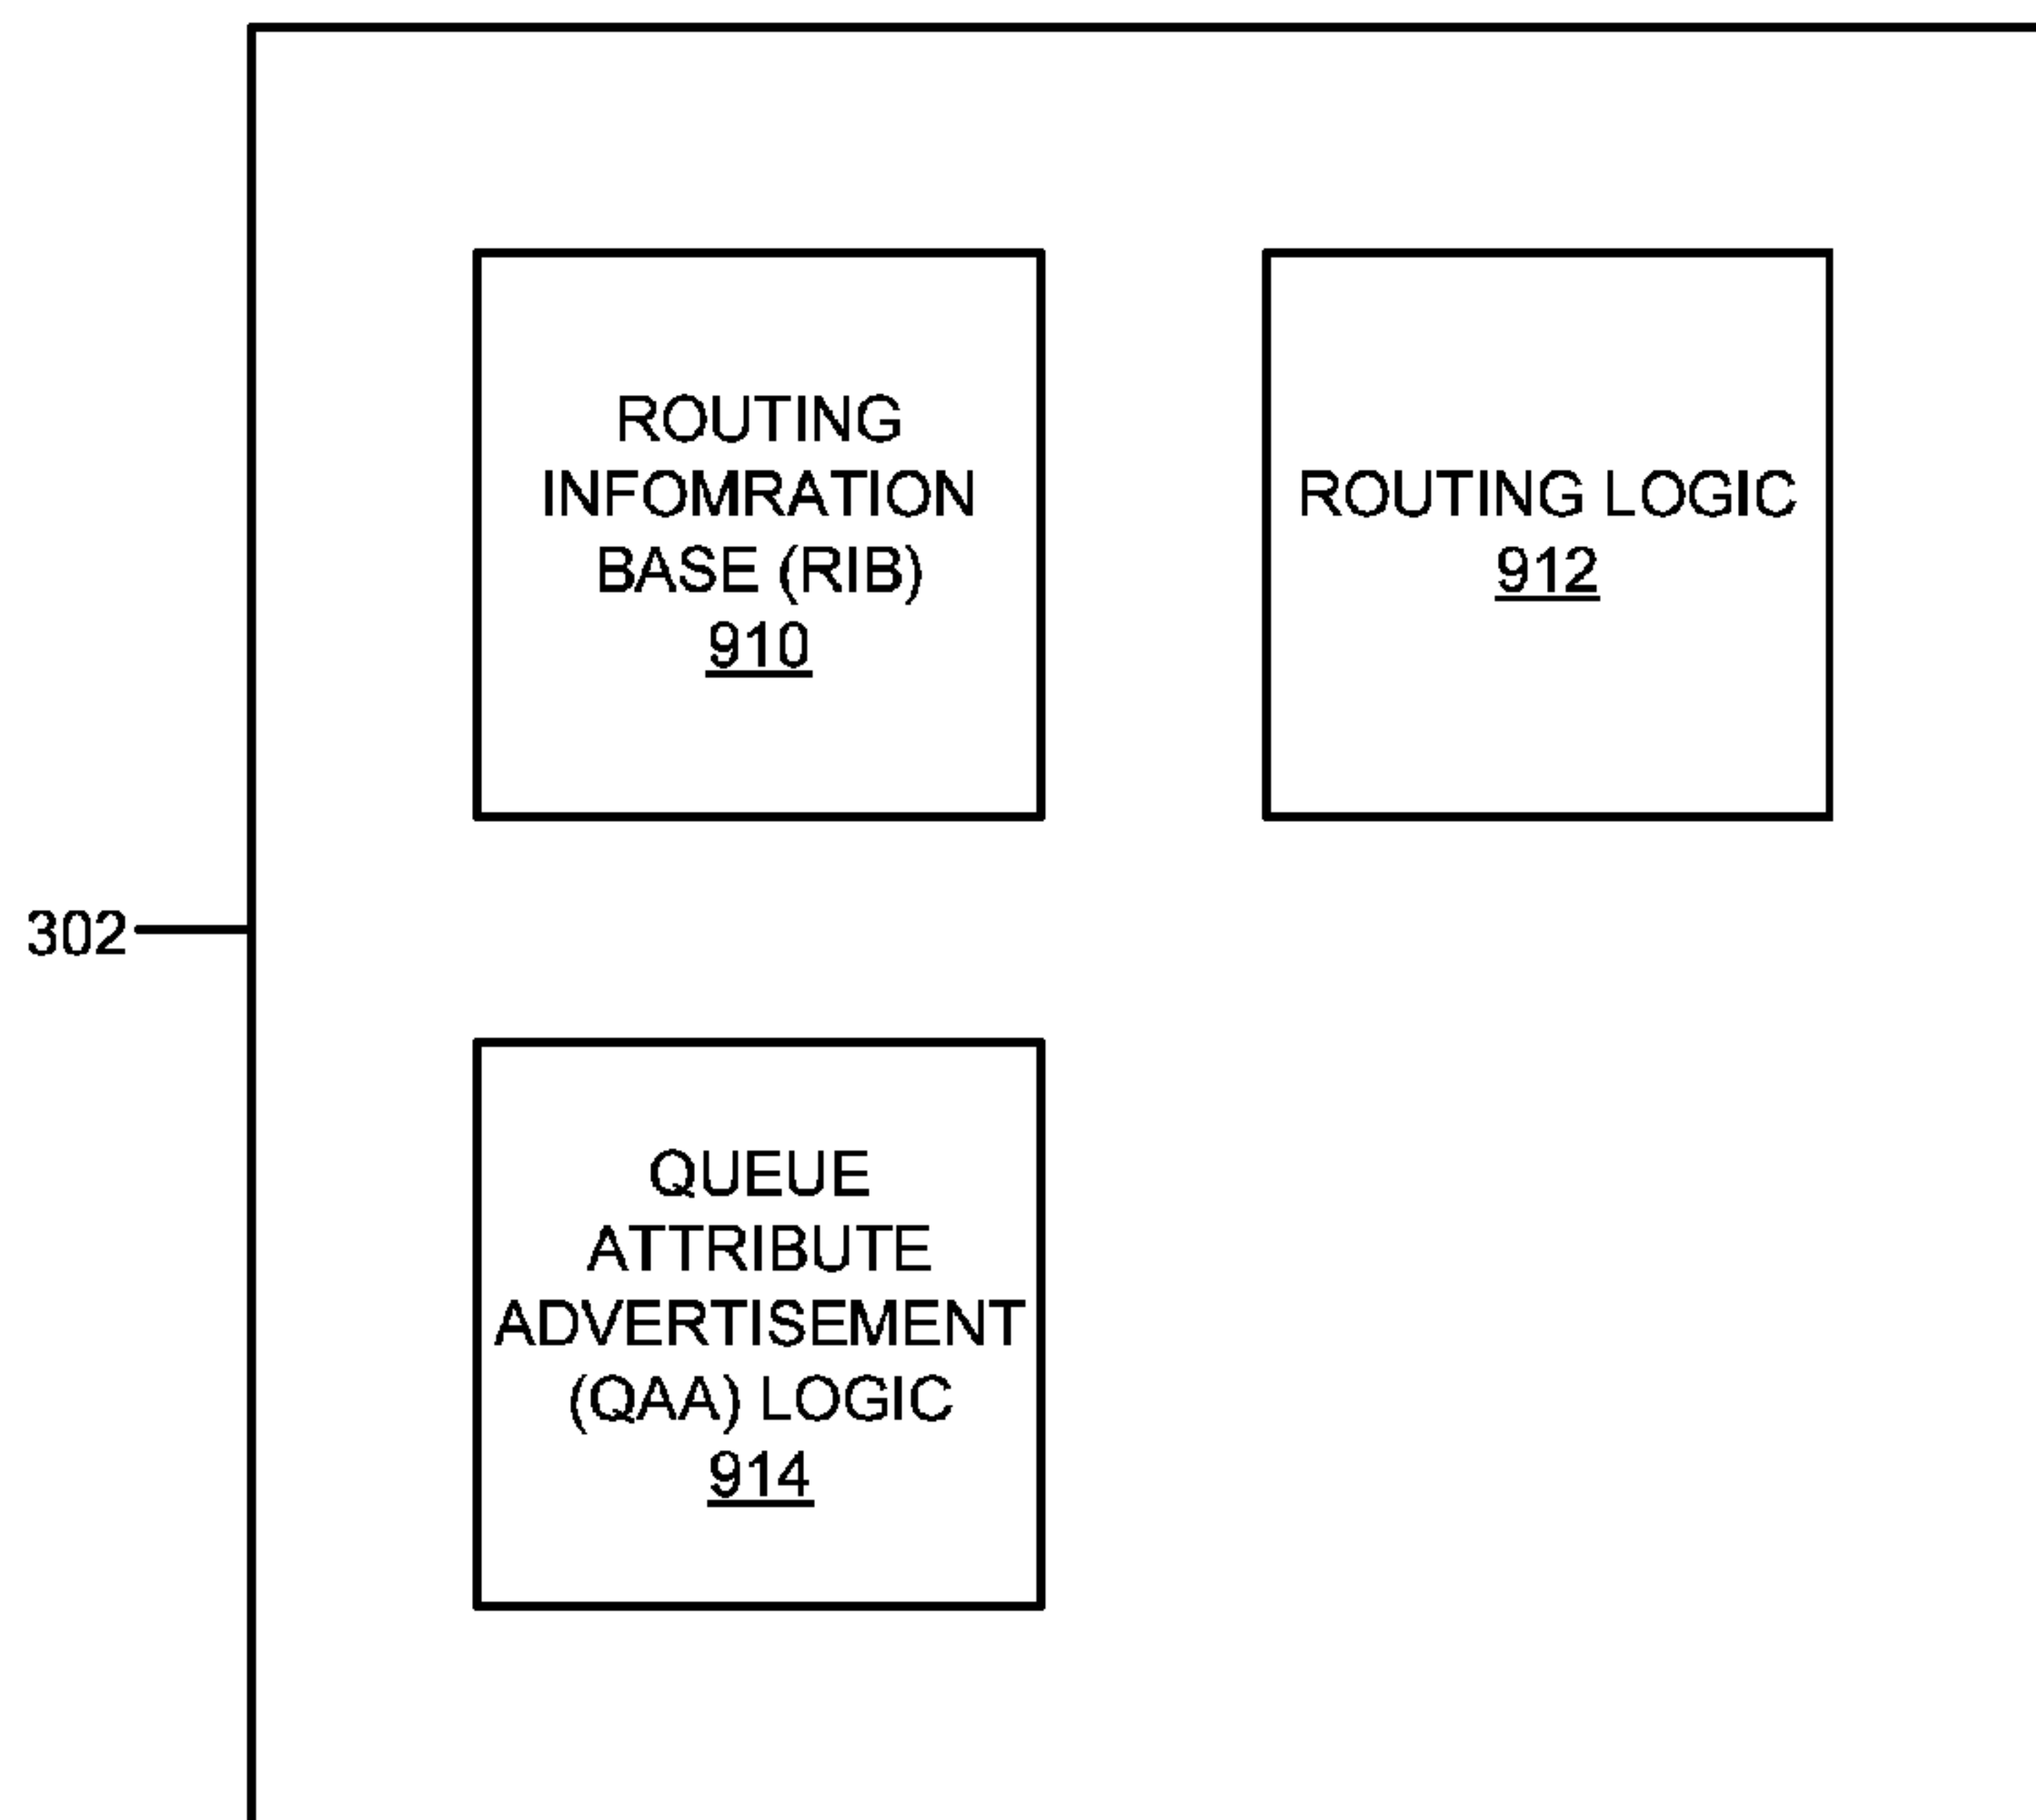 ROUTING
INFOMRATION
BASE (RIB)
910
ROUTING LOGIC
912
302
QUEUE
ATTRIBUTE
ADVERTISEMENT
(QAA) LOGIC
914